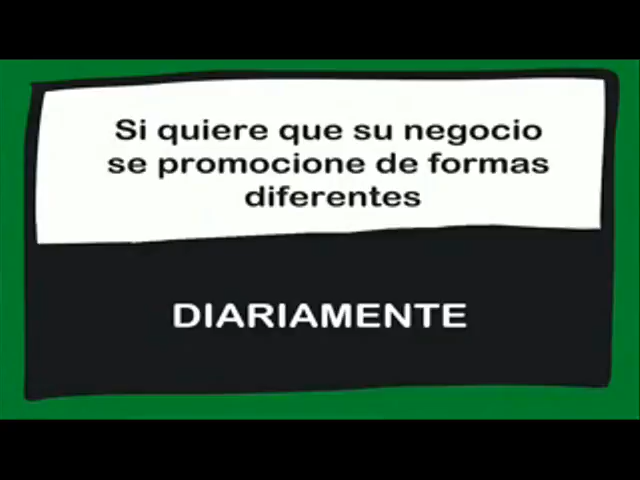 Si quiere que su negocio
se promocione de formas
diferentes
DIARIAMENTE